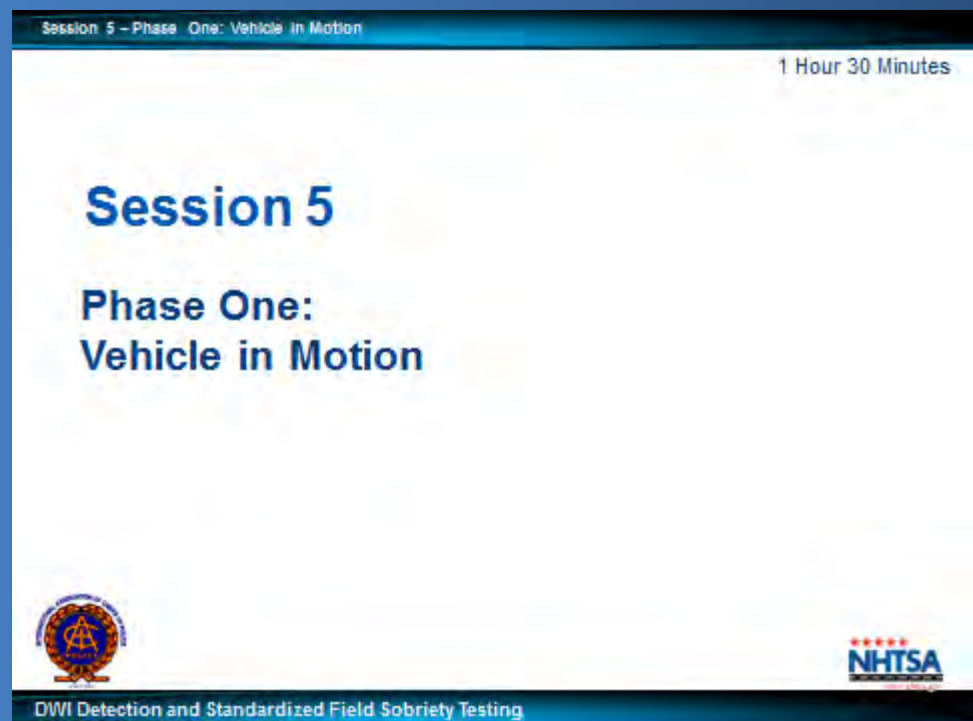 Session 5 – Phase One: Vehicle in Motion
1 Hour 30 Minutes
Session 5
Phase One:
Vehicle in Motion
NHTSA
DWI Detection and Standardized Field Sobriety Testing